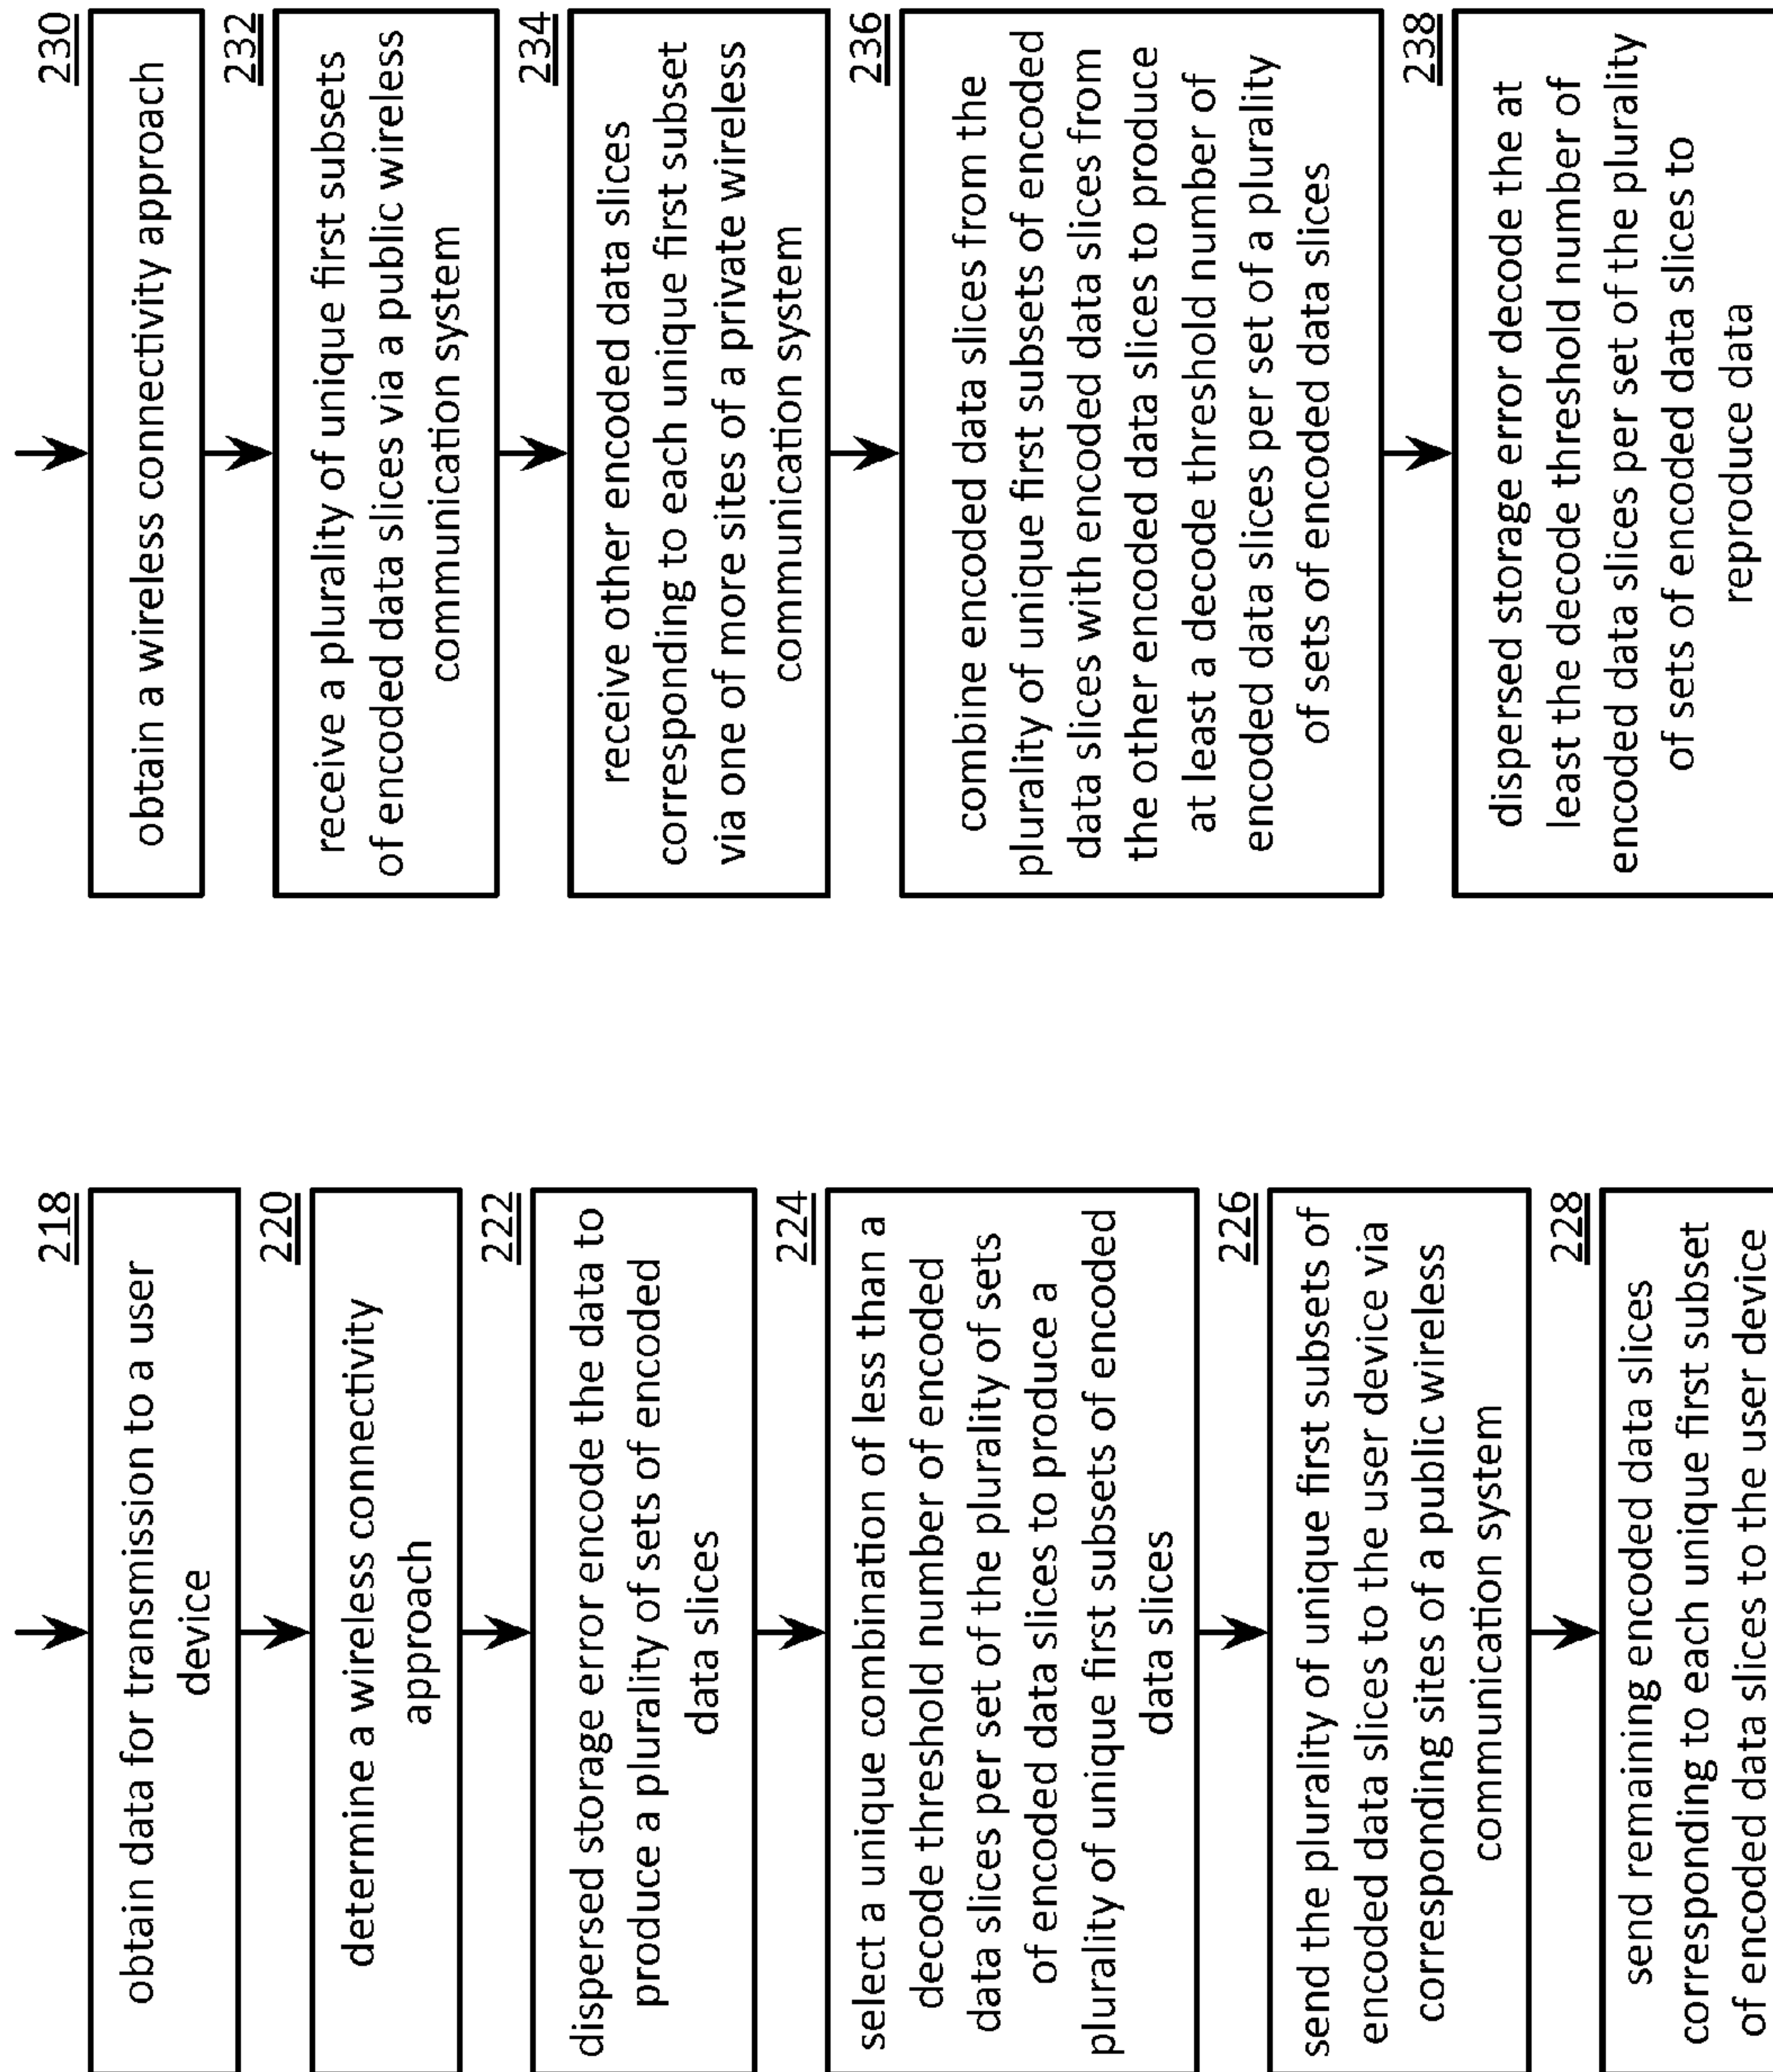 218
obtain data for transmission to a user
device
220
determine a wireless connectivity
approach
222
dispersed storage error encode the data to
produce a plurality of sets of encoded
data slices
224
select a unique combination of less than a
decode threshold number of encoded
data slices per set of the plurality of sets
of encoded data slices to produce a
plurality of unique first subsets of encoded
data slices
226
send the plurality of unique first subsets of
encoded data slices to the user device via
corresponding sites of a public wireless
communication system
228
send remaining encoded data slices
corresponding to each unique first subset
of encoded data slices to the user device
230
obtain a wireless connectivity approach
232
receive a plurality of unique first subsets
of encoded data slices via a public wireless
communication system
234
receive other encoded data slices
corresponding to each unique first subset
via one of more sites of a private wireless
communication system
236
combine encoded data slices from the
plurality of unique first subsets of encoded
data slices with encoded data slices from
the other encoded data slices to produce
at least a decode threshold number of
encoded data slices per set of a plurality
of sets of encoded data slices
238
dispersed storage error decode the at
least the decode threshold number of
encoded data slices per set of the plurality
of sets of encoded data slices to
reproduce data